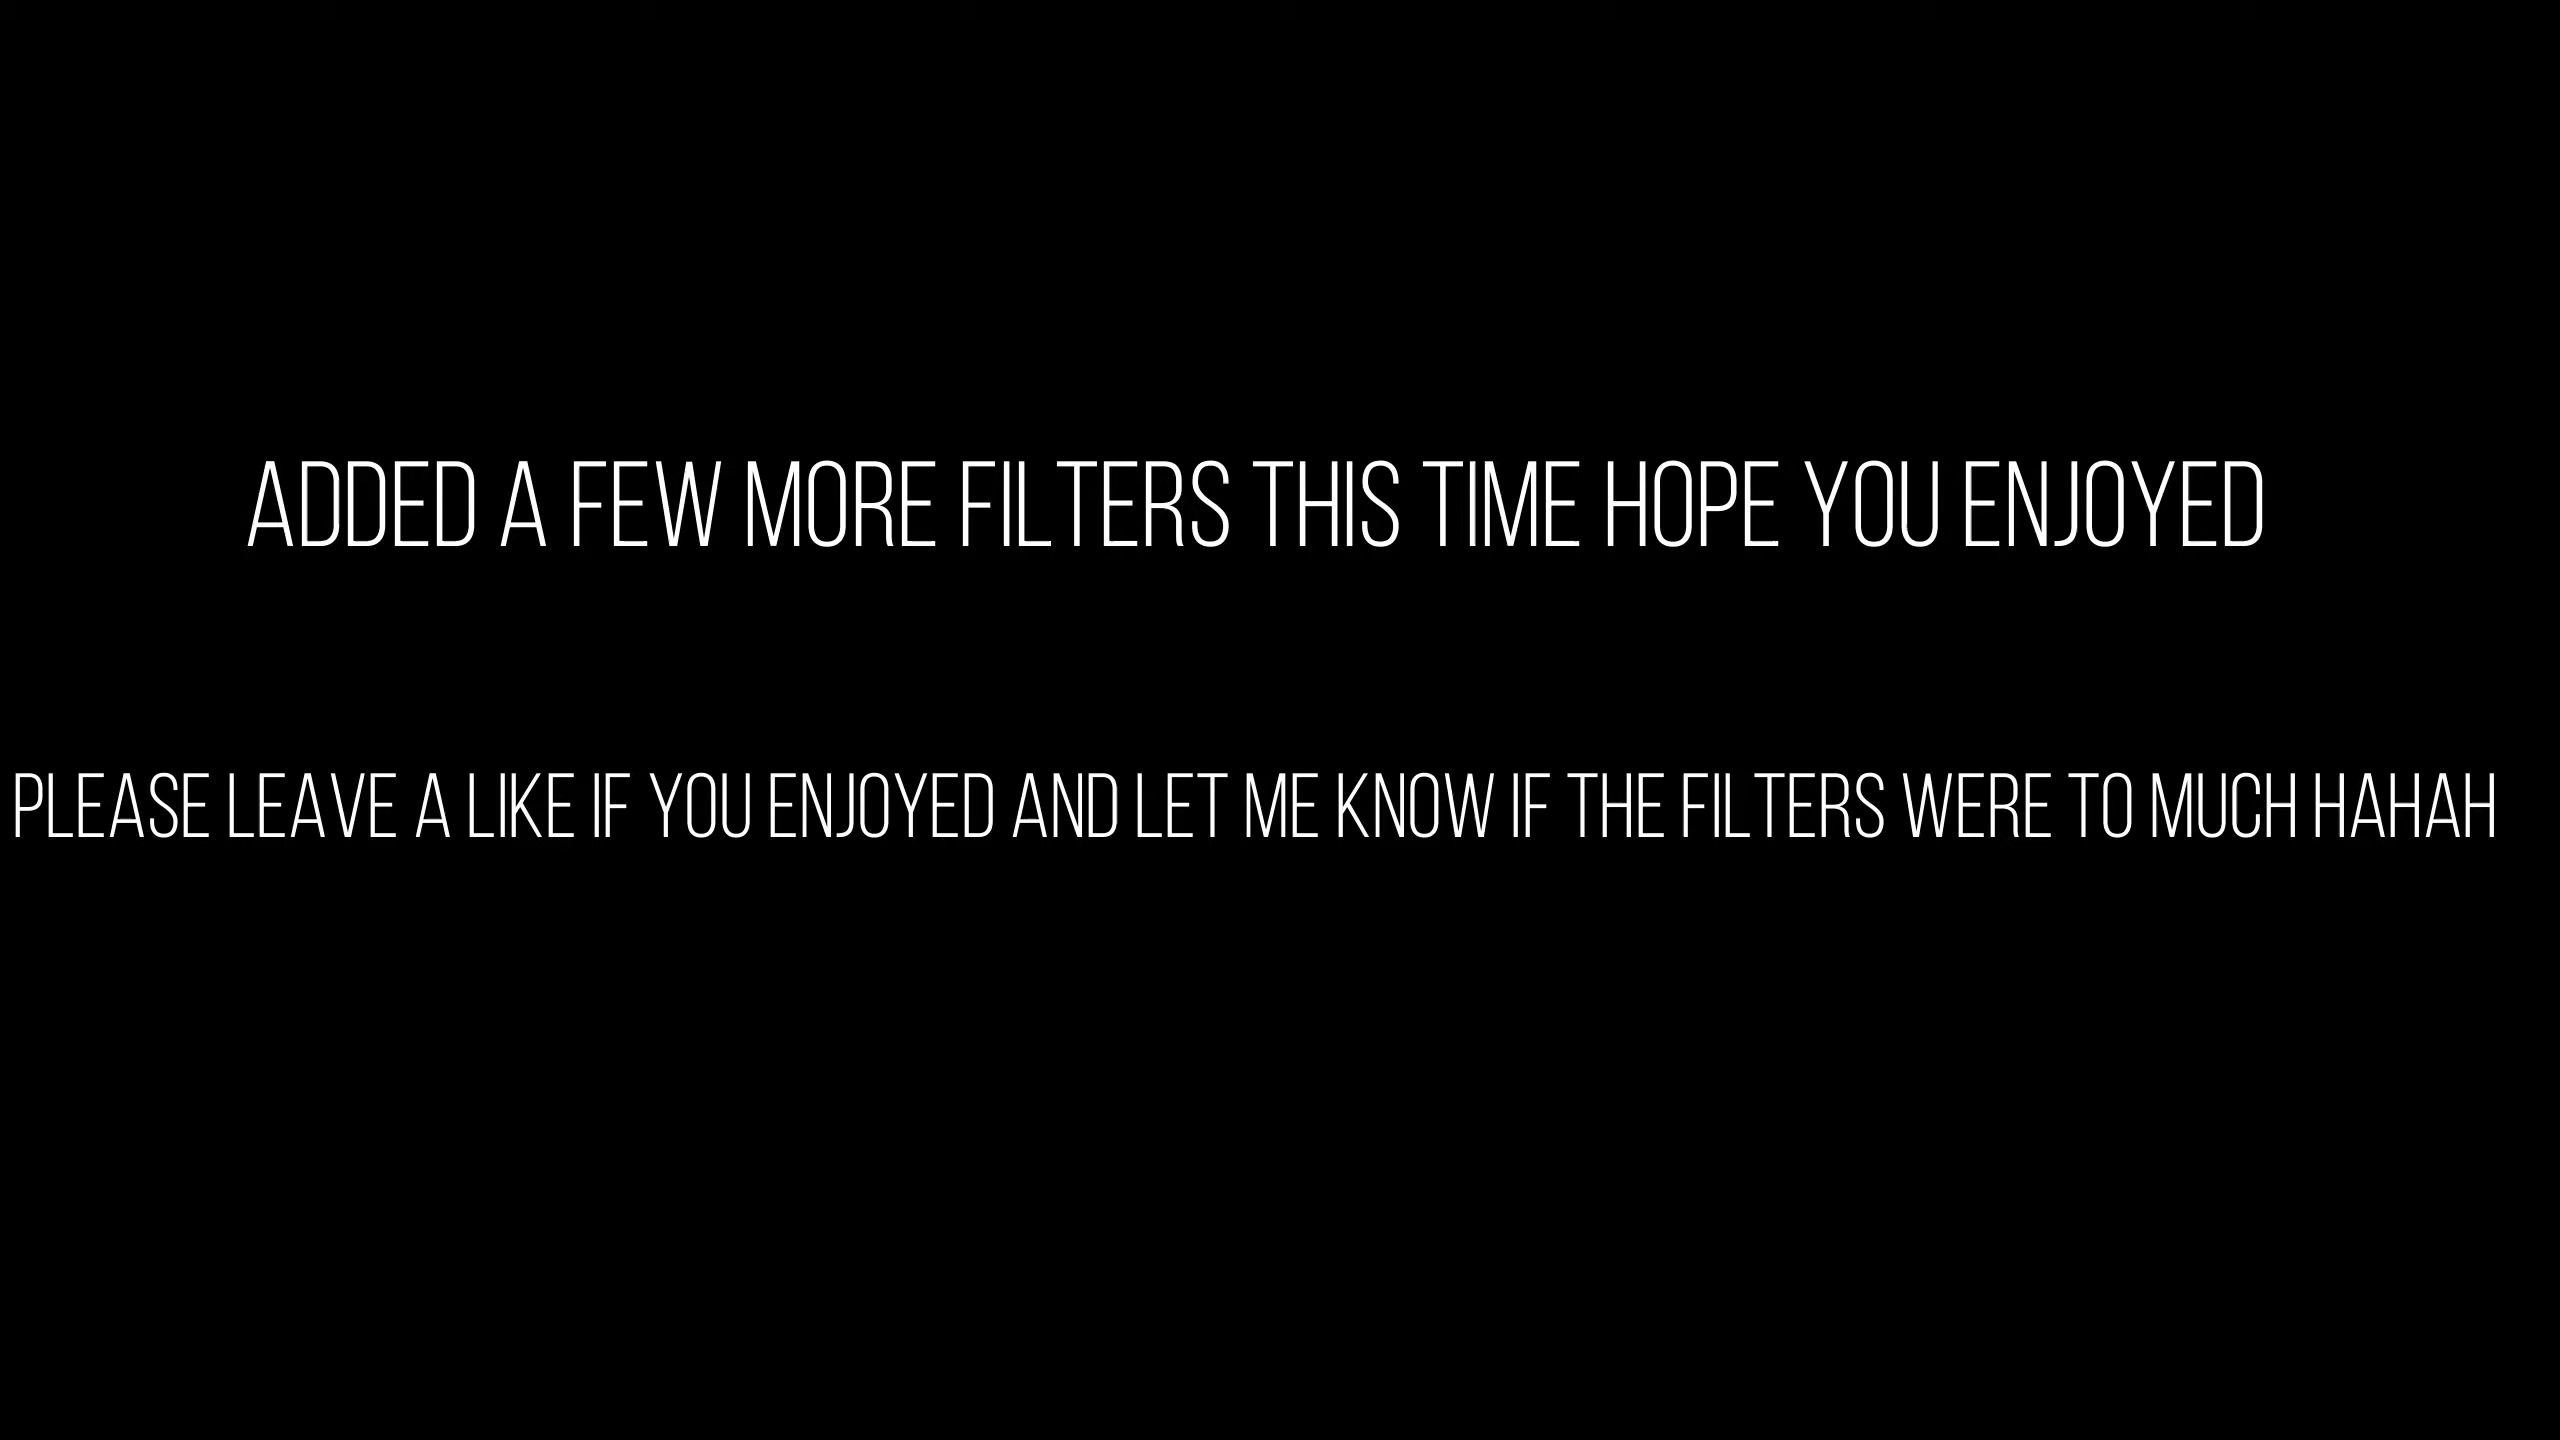 ADDED A FEW MORE FILTERS THIS TIME HOPE YOU ENJOYED
PLEASE LEAVE A LIKE IF YOU ENJOYED AND LET ME KNOW IF THE FILTERS WERE TO MUCH HAHAH